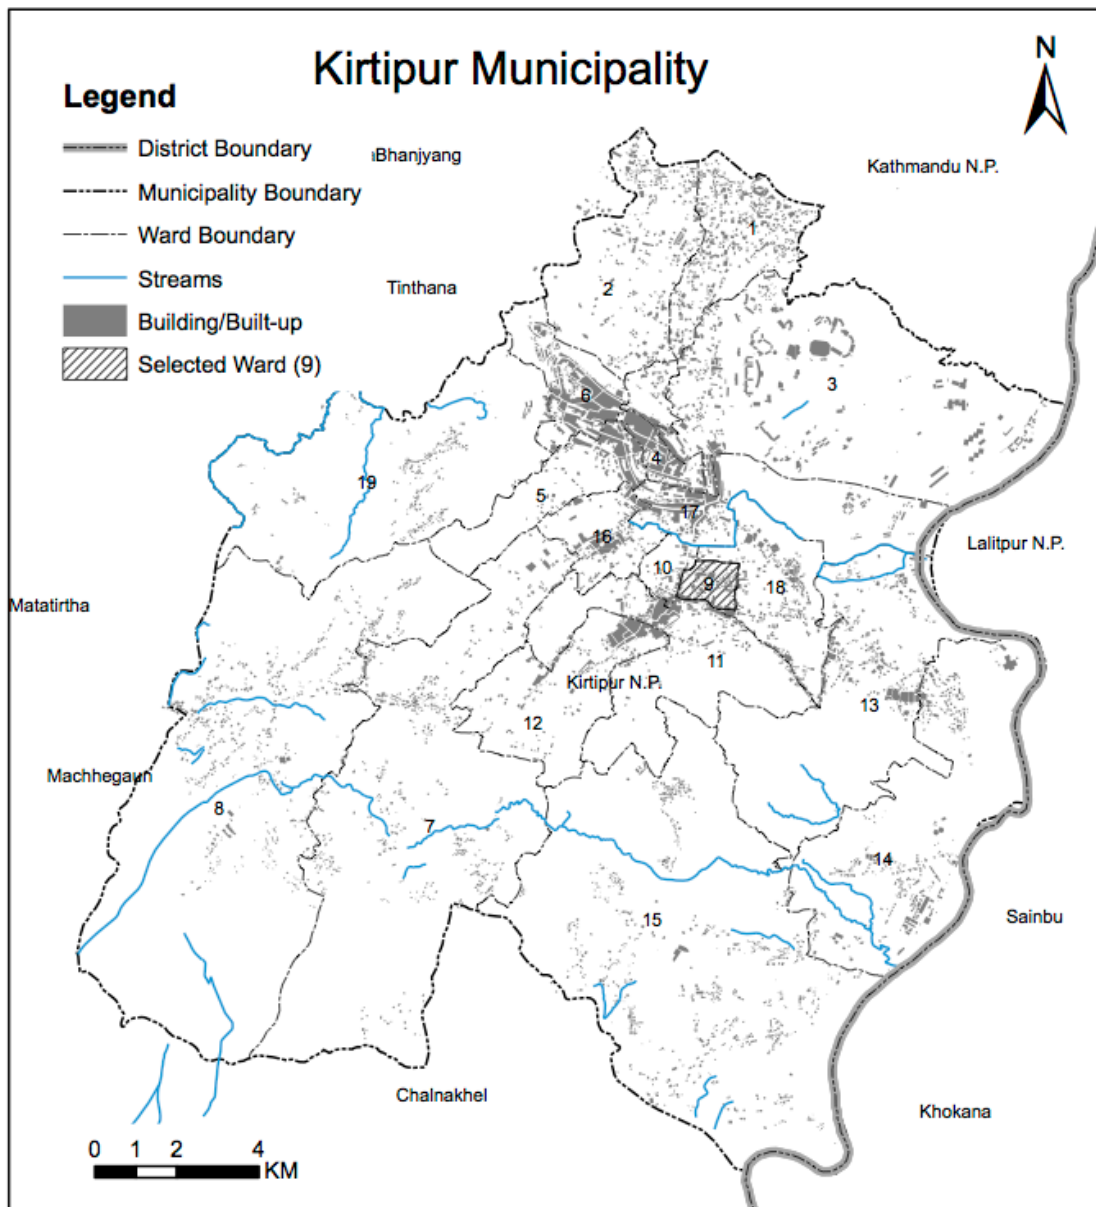 Kirtipur Municipality
N
Legend
District Boundary
Municipality Boundary
Ward Boundary
Streams
Building/Built-up
Selected Ward (9)
Bhanjyang
Kathmandu N.P.
Tinthana
1
2
3
6
4
19
5
17
16
Lalitpur N.P.
10
9
18
Matatirtha
11
Kirtipur N.P.
13
12
Machhegaun
8
7
14
15
Sainbu
Chalnakhel
Khokana
0 1 2 4
KM